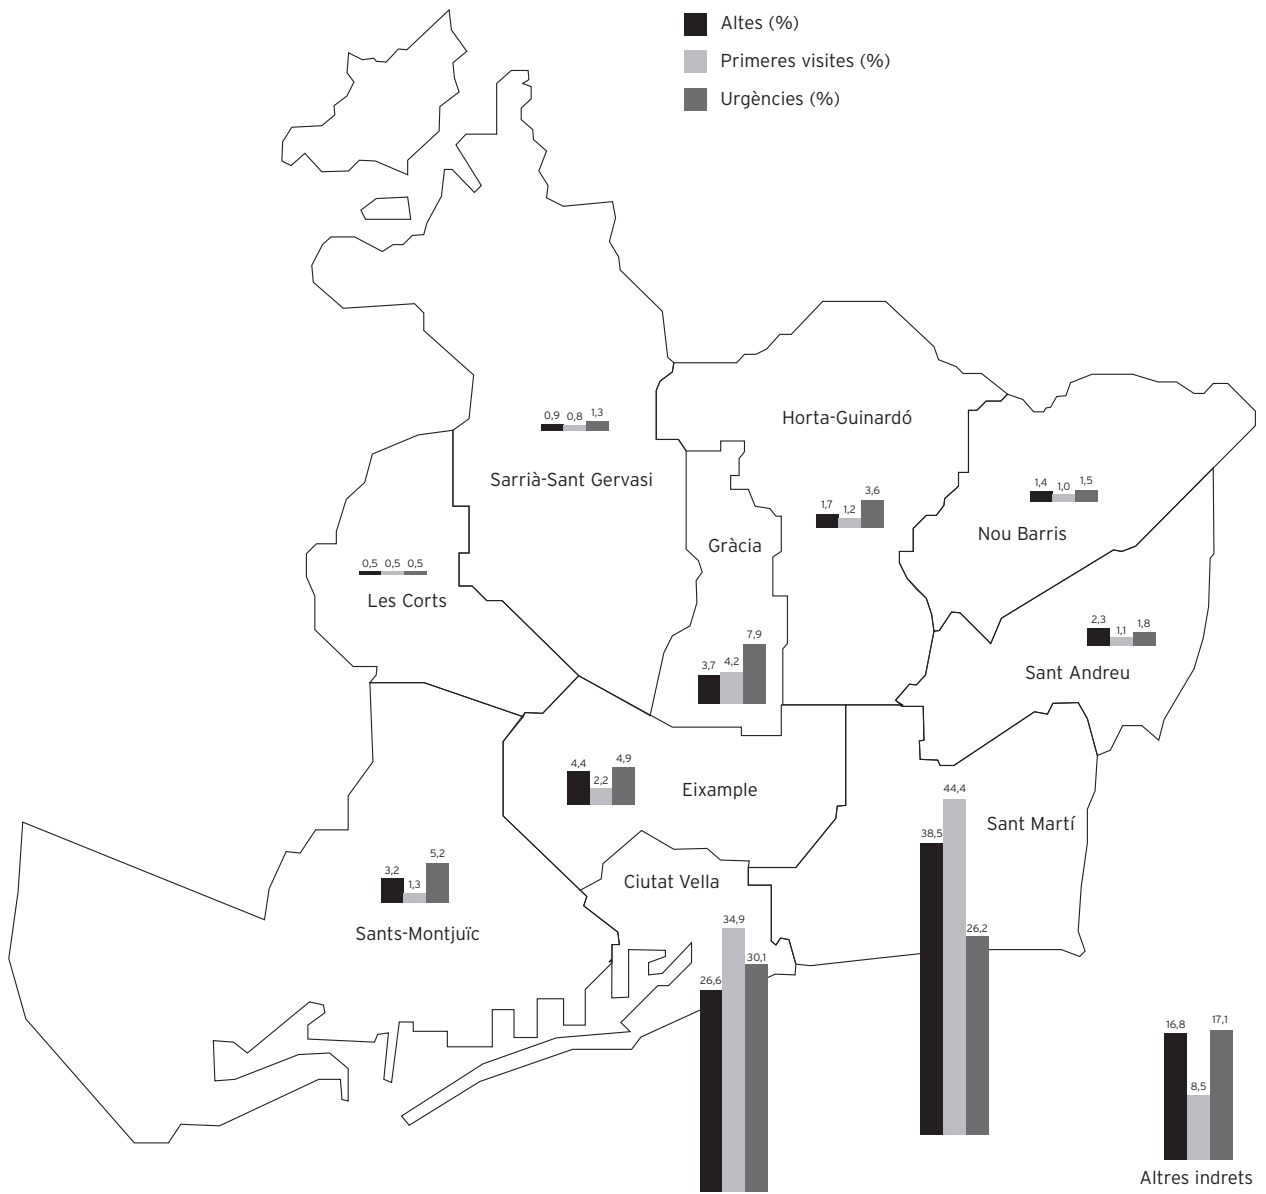 Altes (%)
Primeres visites (%)
Urgències (%)
0,9 0,8 1,3
Sarrià-Sant Gervasi
Horta-Guinardó
1,7 1,2 3,6
1,4 1,0 1,5
Nou Barris
Gràcia
3,7 4,2 7,9
0,5 0,5 0,5
Les Corts
2,3 1,1 1,8
Sant Andreu
4,4 2,2 4,9
Eixample
38,5 44,4 26,2
Sant Martí
3,2 1,3 5,2
Sants-Montjuïc
Ciutat Vella
26,6 34,9 30,1
16,8 8,5 17,1
Altres indrets